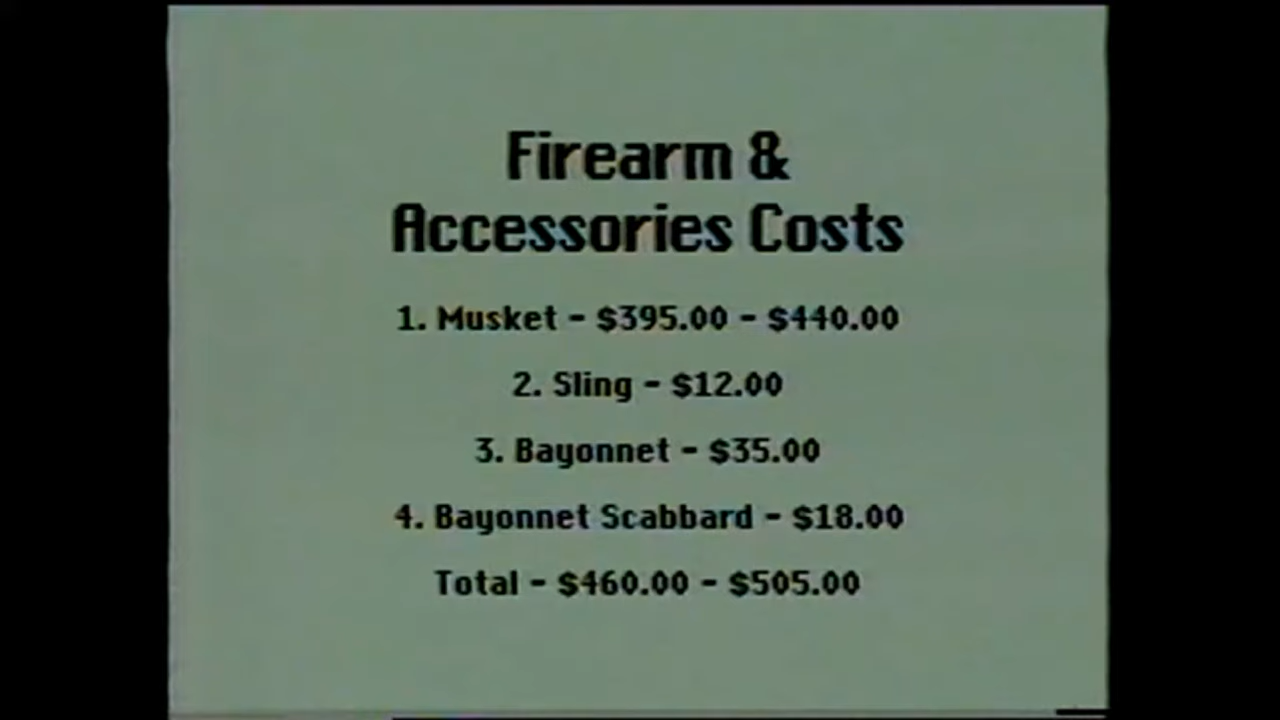 Firearm &
Accessories Costs
1. Musket - $395.00 - $440.00
2. Sling - $12.00
3. Bayonnet - $35.00
4. Bayonnet Scabbard - $18.00
Total - $460.00 - $505.00